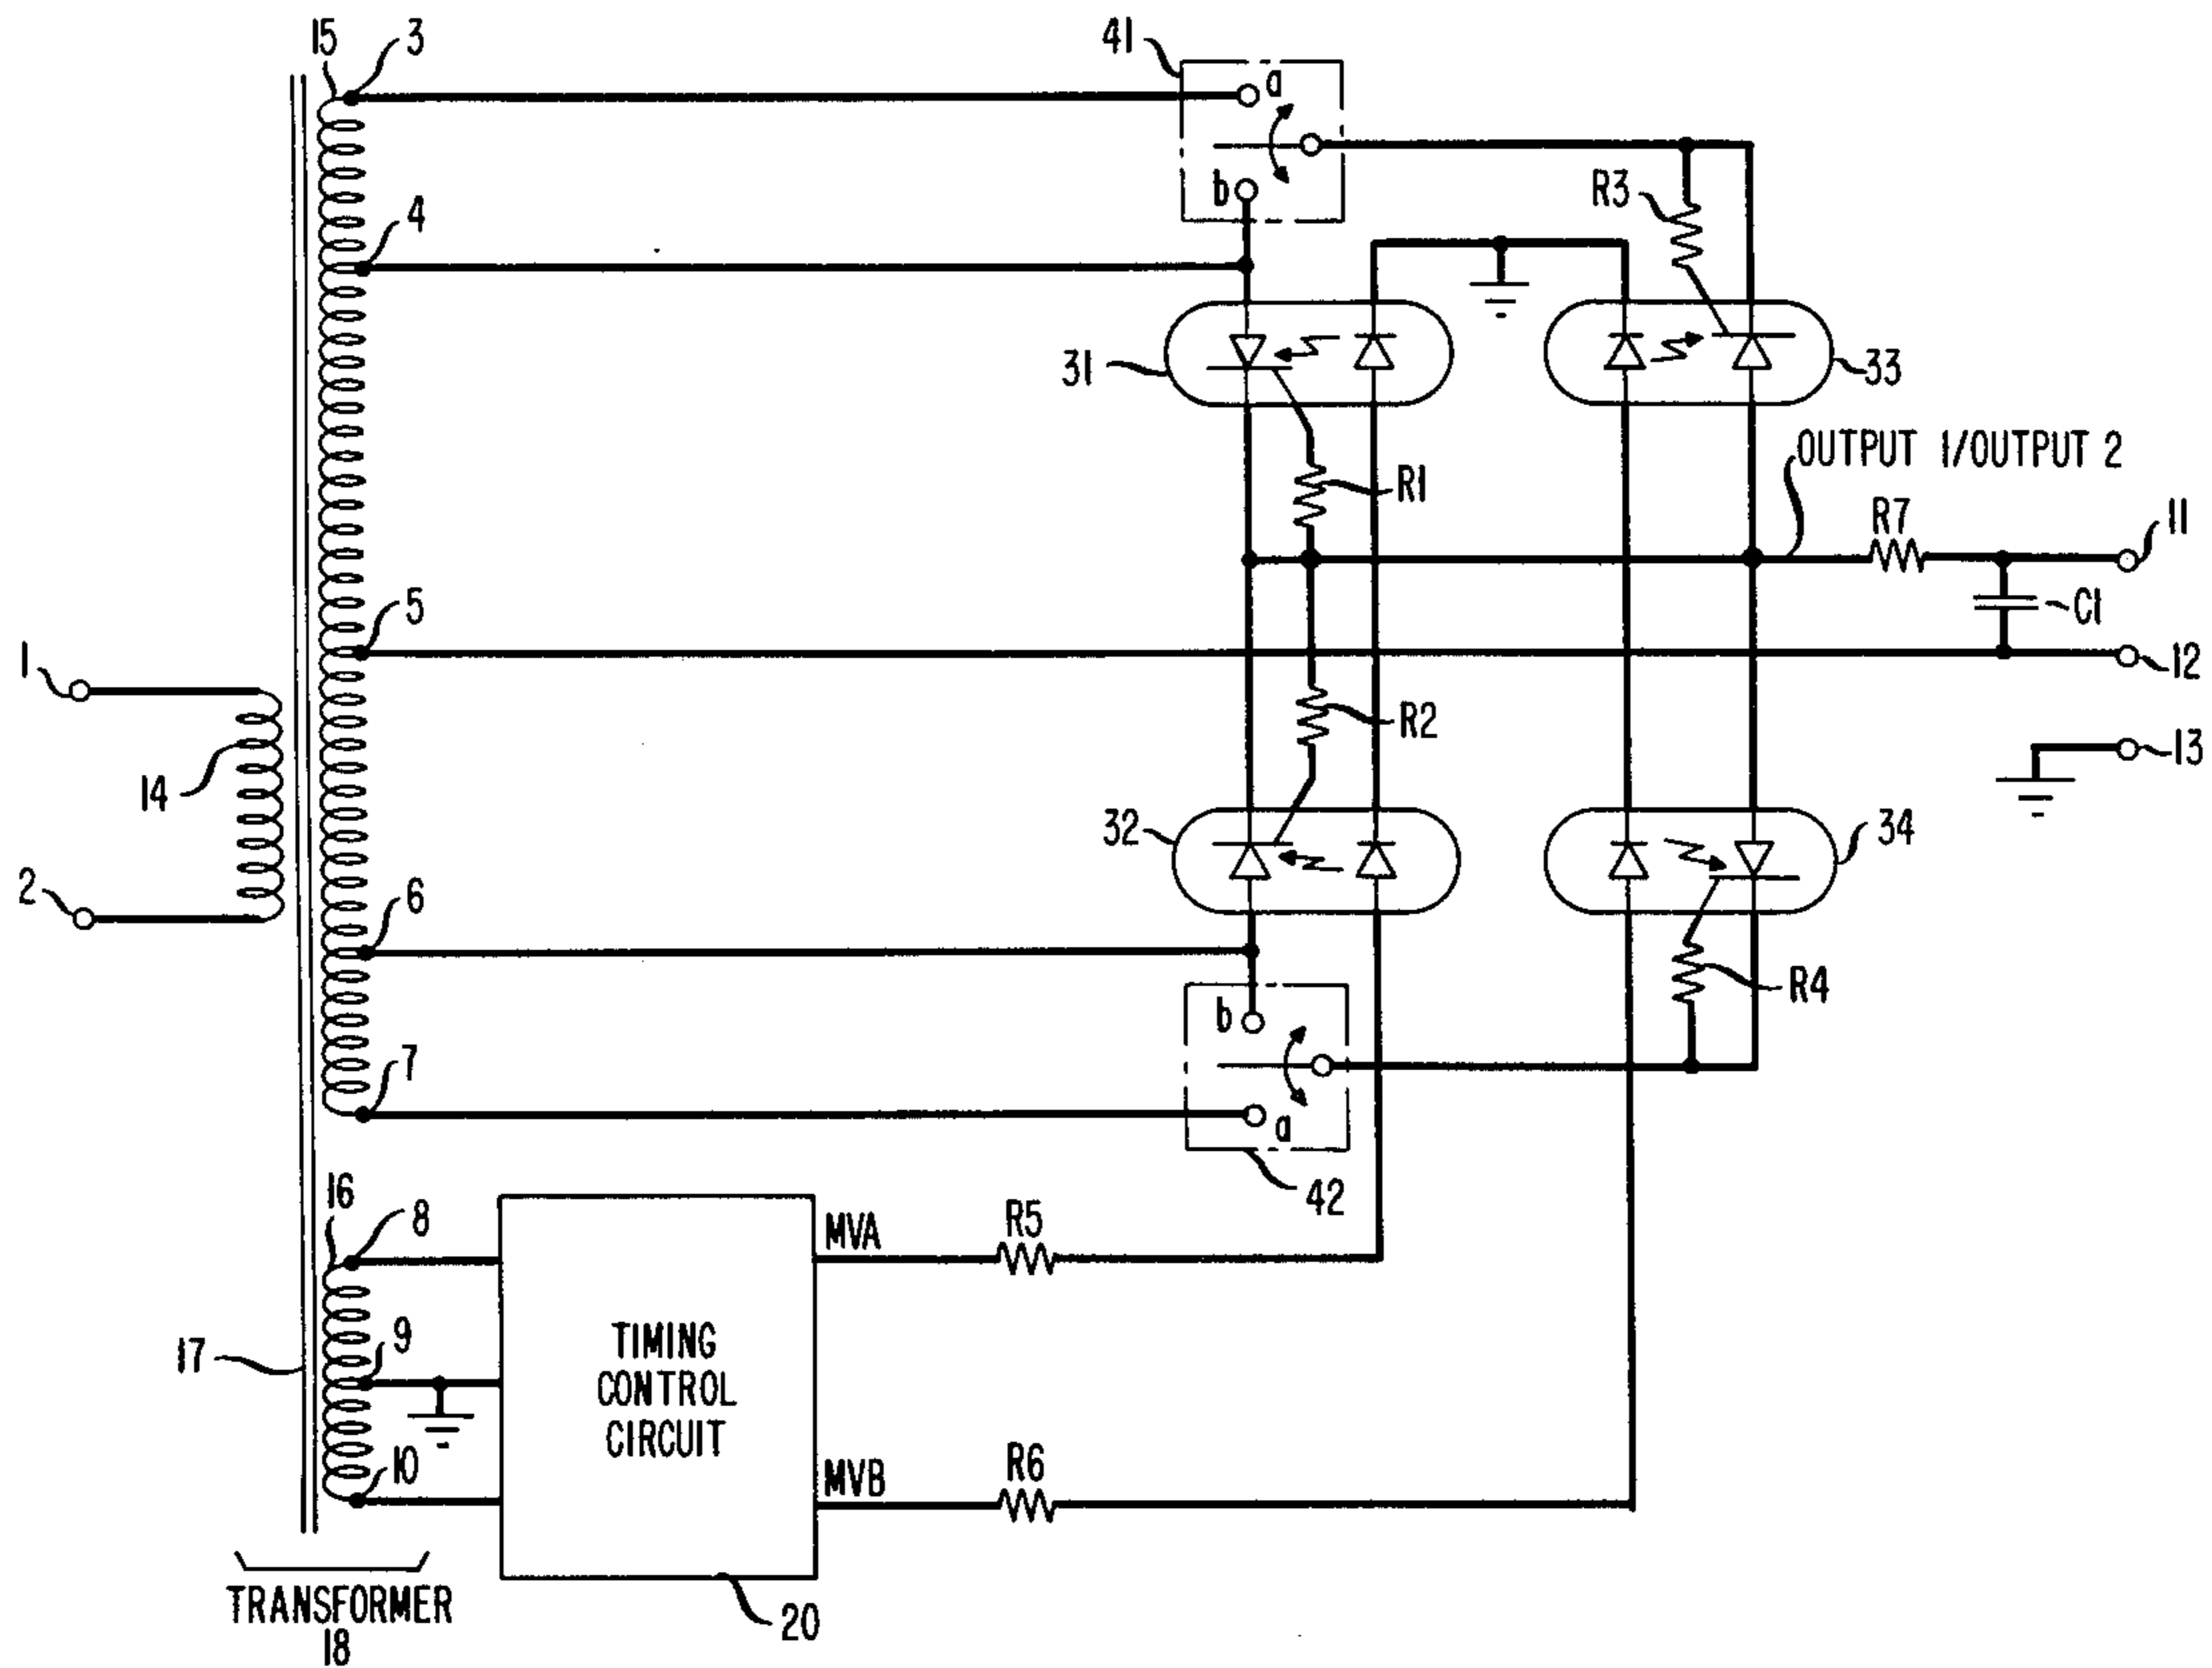 15
3
41
a
b
R3
4
31
33
R1
OUTPUT 1/OUTPUT 2
R7
11
5
C1
1
12
R2
13
14
32
34
2
6
b
R4
7
a
42
16
8
MVA
R5
9
17
TIMING
CONTROL
CIRCUIT
10
MVB
R6
TRANSFORMER
18
20